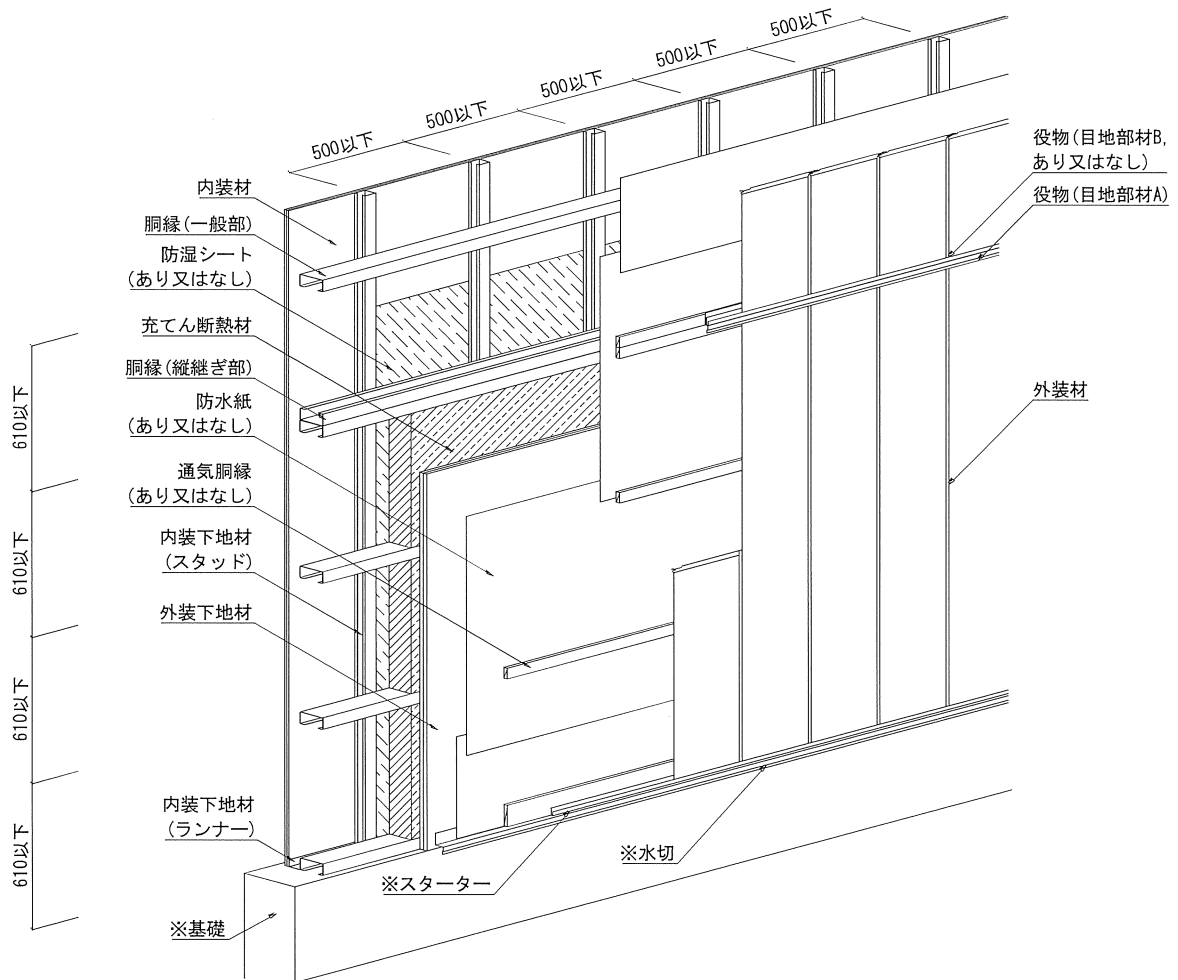 500以下
500以下
500以下
500以下
500以下
内装材
胴縁(一般部)
防湿シート
(あり又はなし)
充てん断熱材
胴縁(縦継ぎ部)
防水紙
(あり又はなし)
通気胴縁
(あり又はなし)
内装下地材
(スタッド)
外装下地材
内装下地材
(ランナー)
※基礎
※スターター
※水切
役物(目地部材B,
あり又はなし)
役物(目地部材A)
外装材
610以下
610以下
610以下
610以下